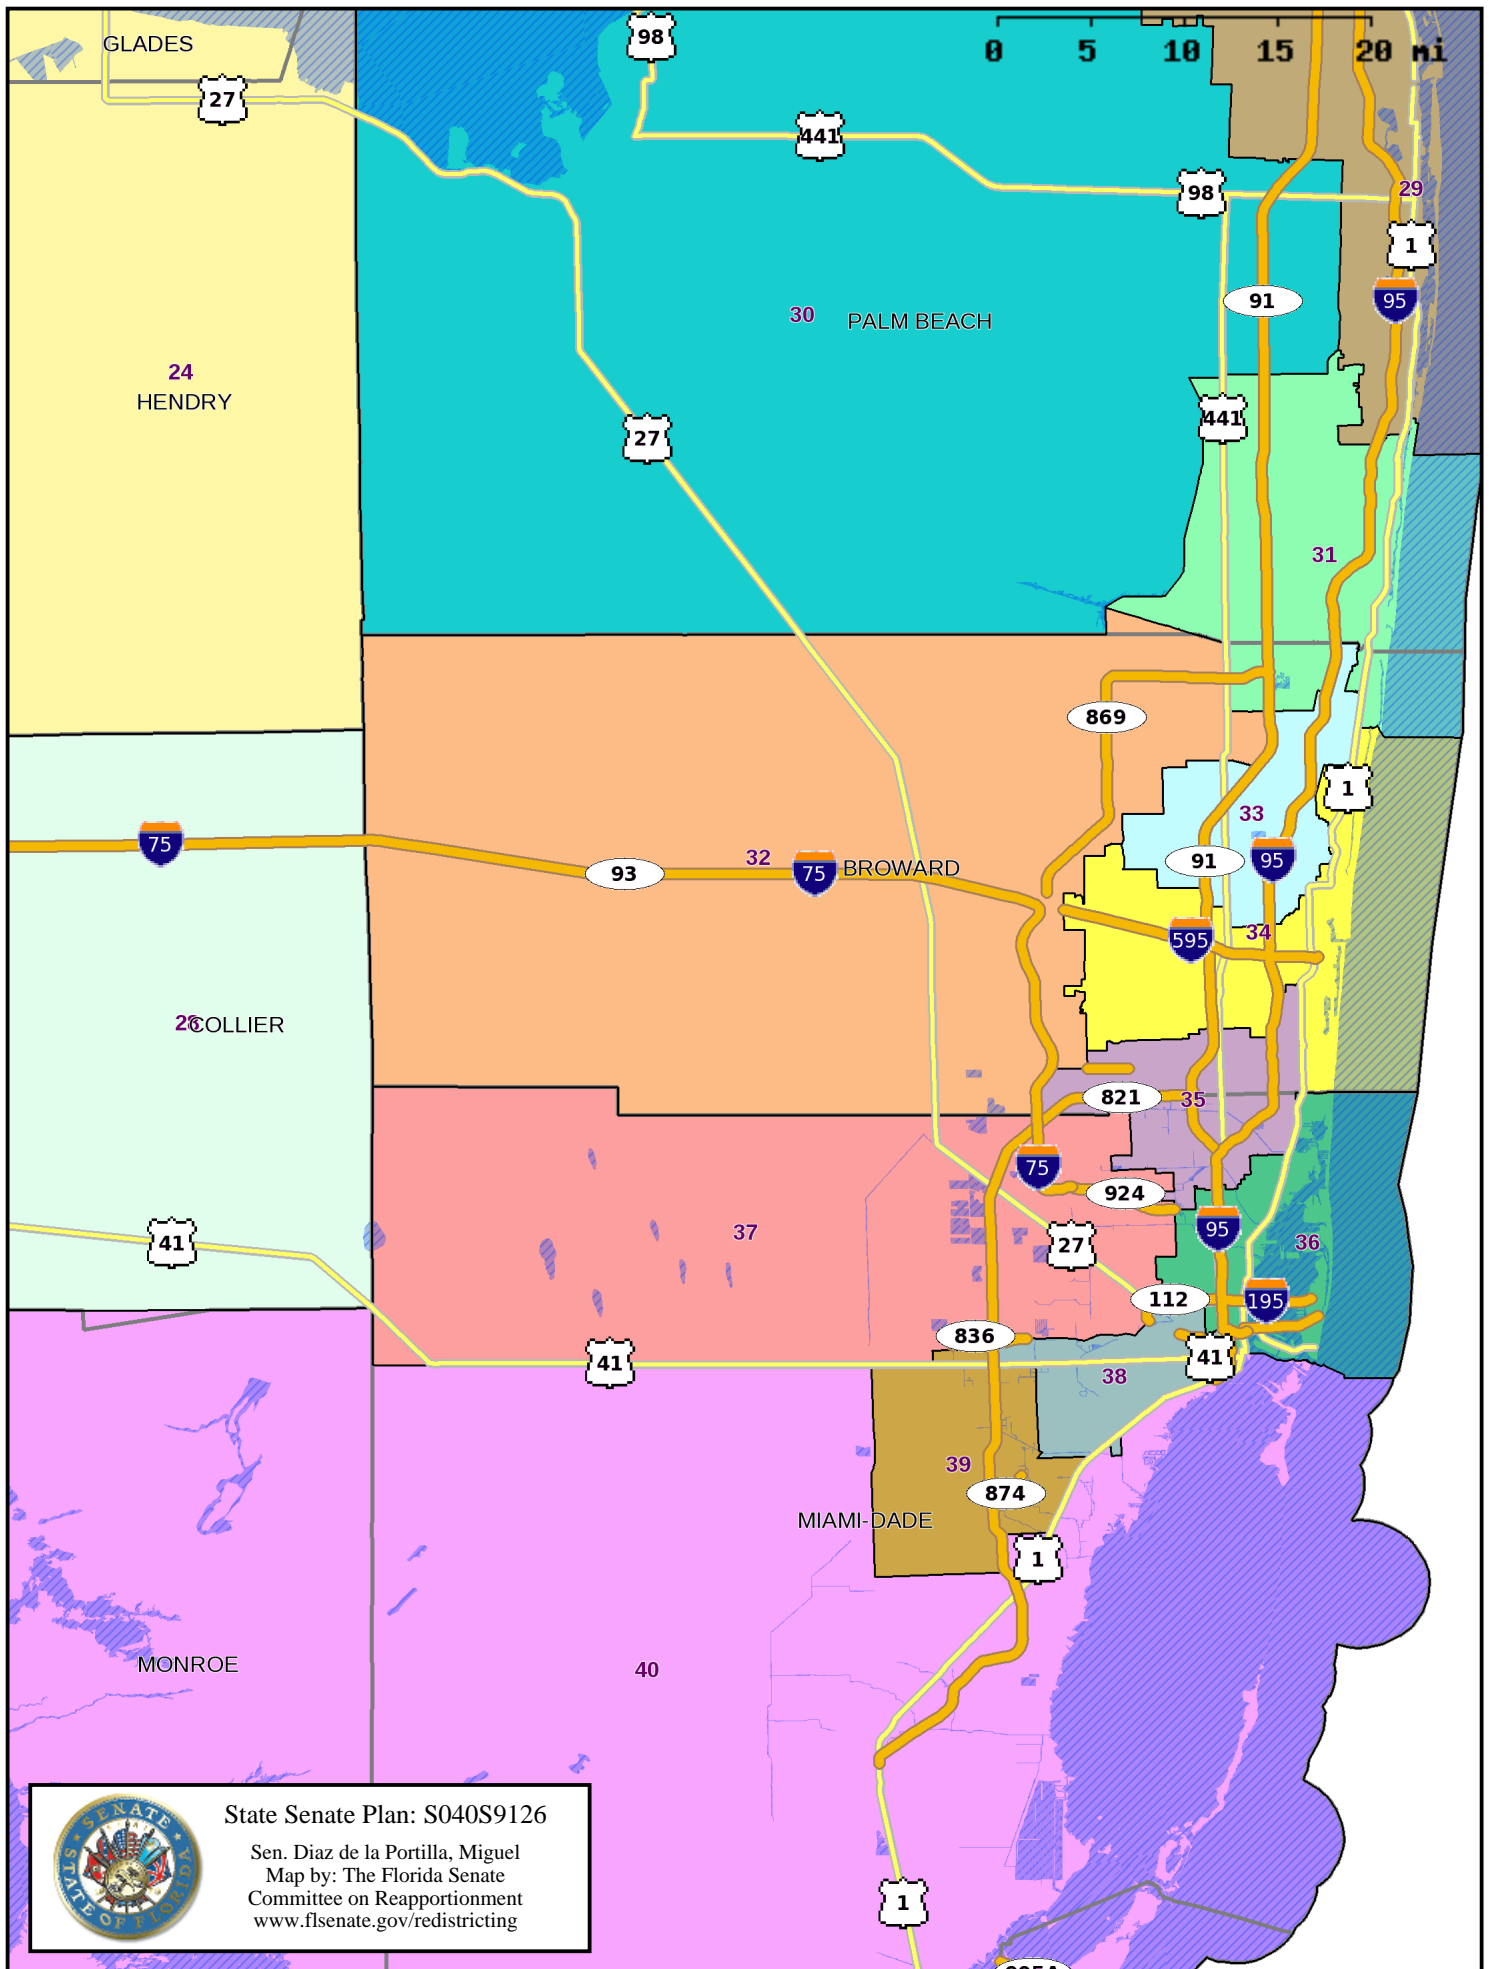 GLADES
98
0 5 10 15 20 mi
27
441
98
29
1
91
95
30
PALM BEACH
24
HENDRY
441
27
31
869
1
33
75
32
93
75
BROWARD
91
95
595
34
COLLIER
821
35
75
924
95
41
37
27
36
112
195
836
41
41
38
39
874
MIAMI-DADE
1
MONROE
40
SENATE
STATE OF FLORIDA
State Senate Plan: S040S9126
Sen. Diaz de la Portilla, Miguel
Map by: The Florida Senate
Committee on Reapportionment
www.flsenate.gov/redistricting
1